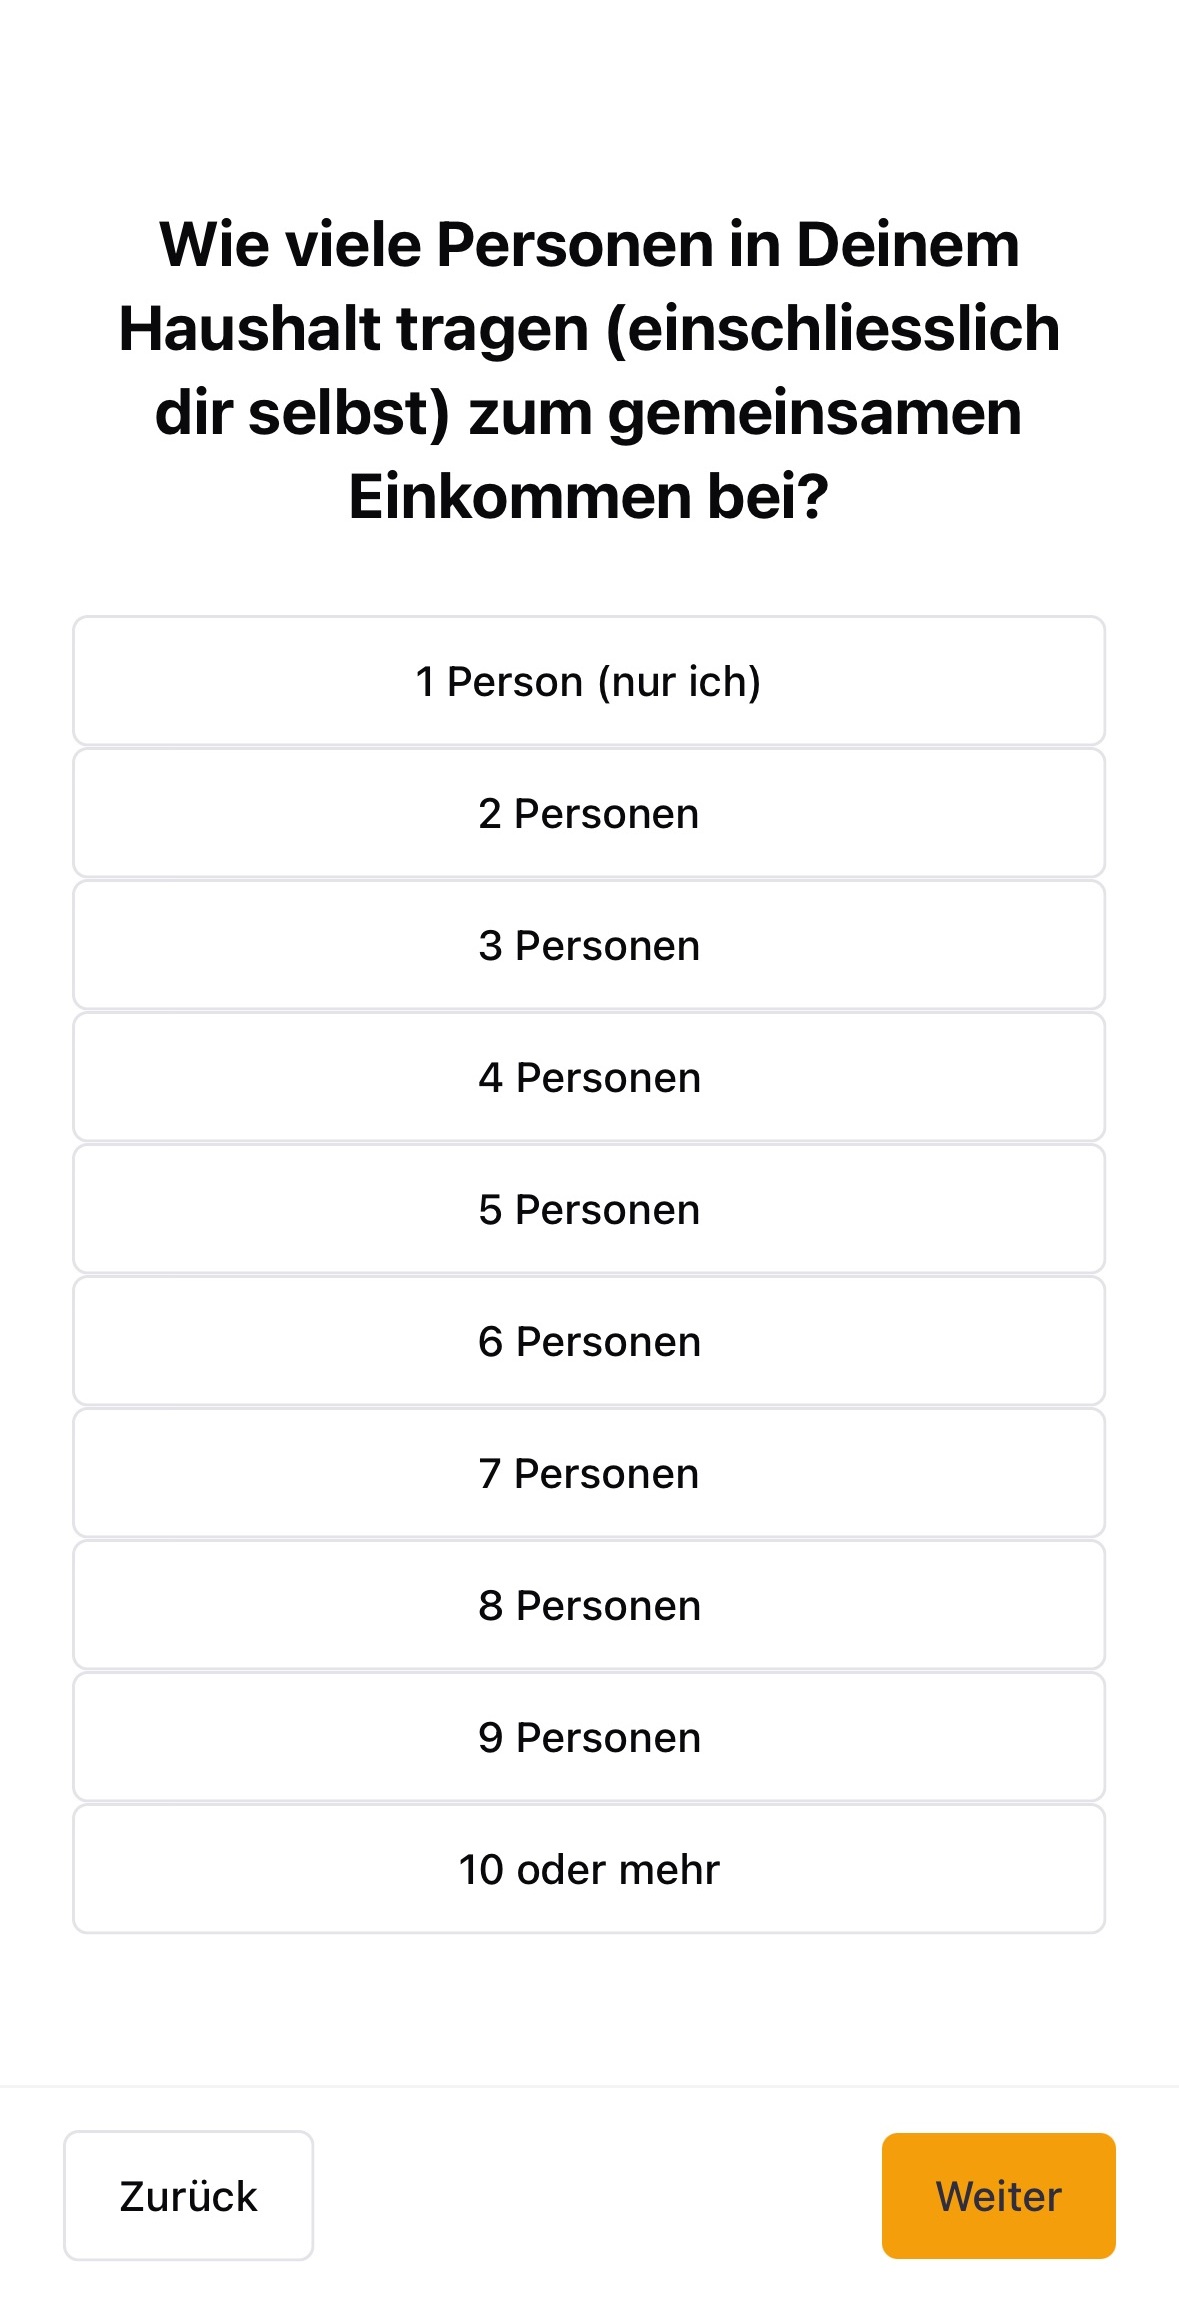 Wie viele Personen in Deinem
Haushalt tragen (einschliesslich
dir selbst) zum gemeinsamen
Einkommen bei?
1 Person (nur ich)
2 Personen
3 Personen
4 Personen
5 Personen
6 Personen
7 Personen
8 Personen
9 Personen
10 oder mehr
Zurück
Weiter